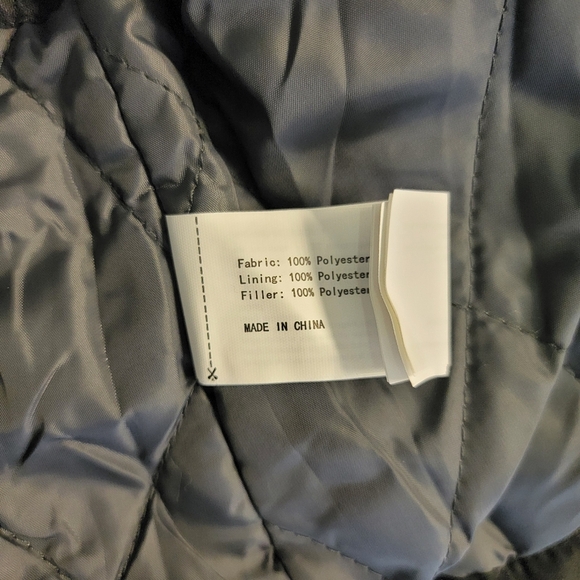 Fabric: 100% Polyester
Lining: 100% Polyester
Filler: 100% Polyester
MADE IN CHINA